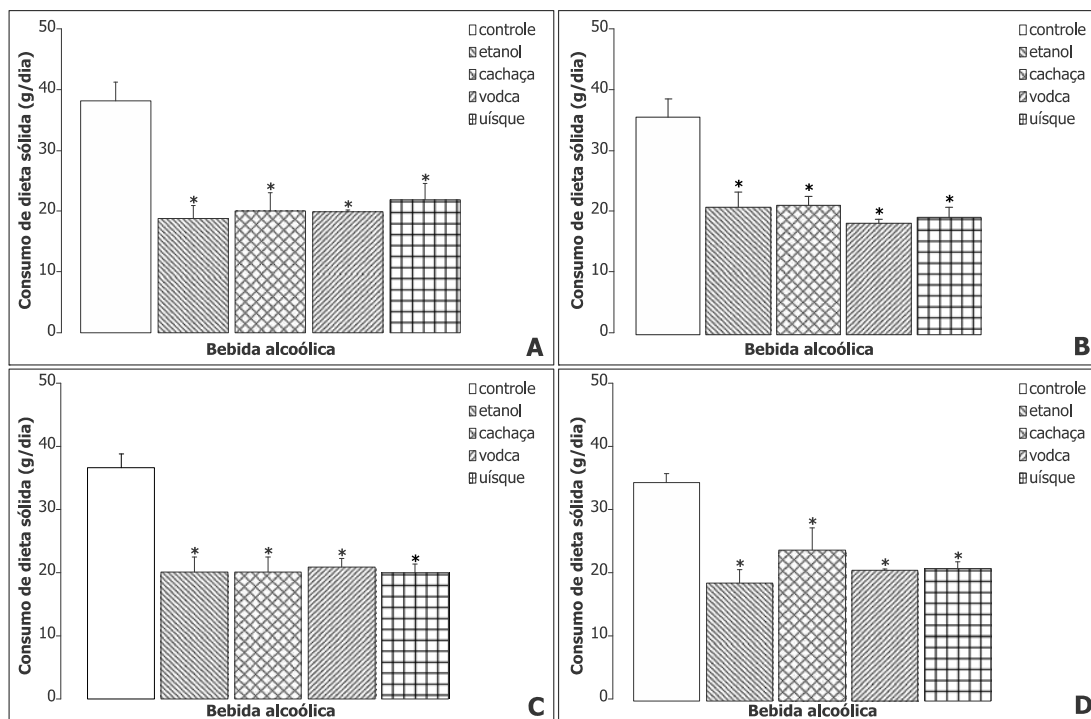 Consumo de dieta sólida (g/dia)
50
40
30
20
10
0
* * * *
controle
etanol
cachaça
vodca
uísque
Bebida alcoólica
A
Consumo de dieta sólida (g/dia)
50
40
30
20
10
0
* * * *
controle
etanol
cachaça
vodca
uísque
Bebida alcoólica
B
Consumo de dieta sólida (g/dia)
50
40
30
20
10
0
* * * *
controle
etanol
cachaça
vodca
uísque
Bebida alcoólica
C
Consumo de dieta sólida (g/dia)
50
40
30
20
10
0
* * * *
controle
etanol
cachaça
vodca
uísque
Bebida alcoólica
D